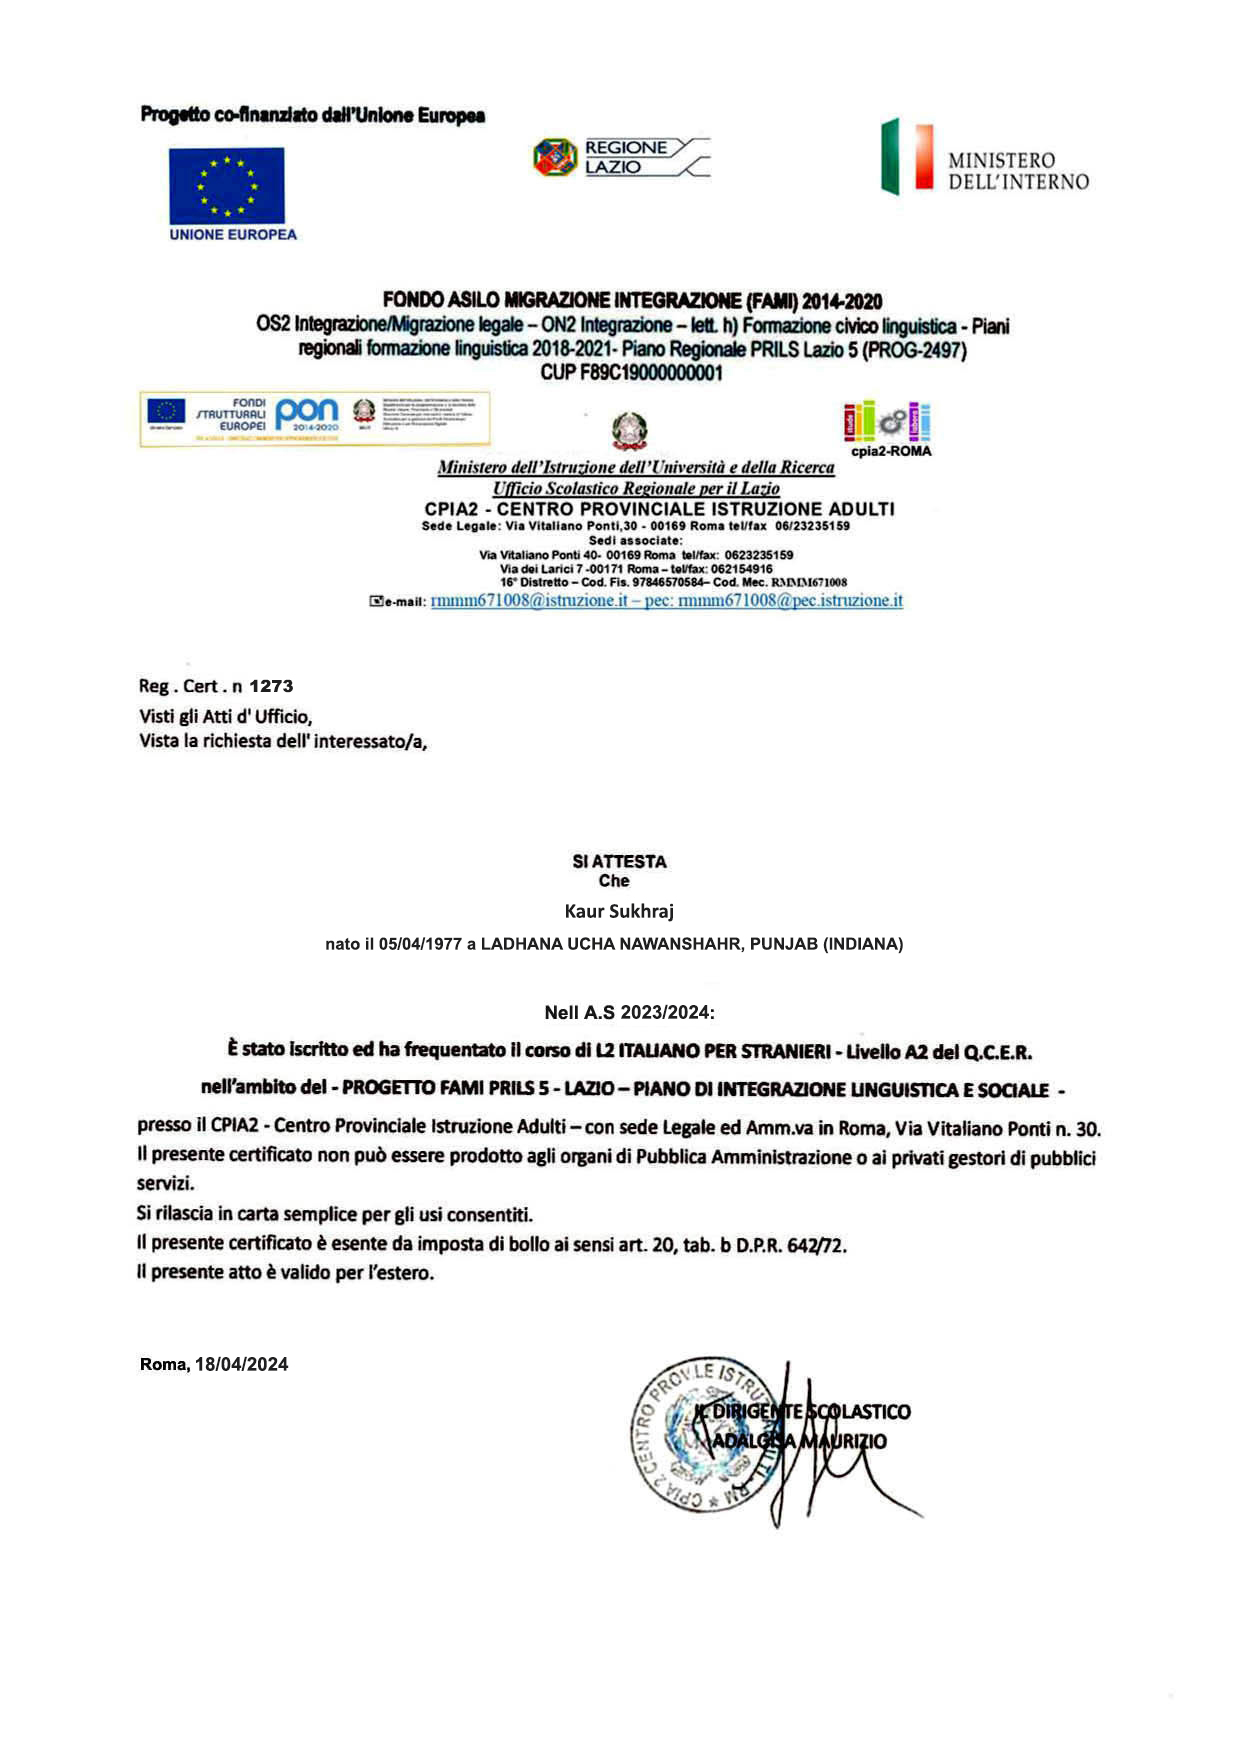 Progetto co-finanziato dall'Unione Europea
UNIONE EUROPEA
REGIONE
LAZIO
MINISTERO
DELL'INTERNO
FONDO ASILO MIGRAZIONE INTEGRAZIONE (FAMI) 2014-2020
OS2 Integrazione/Migrazione legale – ON2 Integrazione – lett. h) Formazione civico linguistica - Piani
regionali formazione linguistica 2018-2021- Piano Regionale PRILS Lazio 5 (PROG-2497)
CUP F89C19000000001
FONDI
STRUTTURALI
EUROPEI
pon
2014-2020
cpia2-ROMA
Ministero dell'Istruzione dell'Università e della Ricerca
Ufficio Scolastico Regionale per il Lazio
CPIA2 - CENTRO PROVINCIALE ISTRUZIONE ADULTI
Sede Legale: Via Vitaliano Ponti,30 - 00169 Roma tel/fax 06/23235159
Sedi associate:
Via Vitaliano Ponti 40- 00169 Roma tel/fax: 0623235159
Via dei Larici 7 -00171 Roma – tel/fax: 062154916
16° Distretto – Cod. Fis. 97846570584– Cod. Mec. RMMM671008
e-mail: rmmm671008@istruzione.it – pec: rmmm671008@pec.istruzione.it
Reg . Cert . n 1273
Visti gli Atti d' Ufficio,
Vista la richiesta dell' interessato/a,
SI ATTESTA
Che
Kaur Sukhraj
nato il 05/04/1977 a LADHANA UCHA NAWANSHAHR, PUNJAB (INDIANA)
Nell A.S 2023/2024:
È stato iscritto ed ha frequentato il corso di L2 ITALIANO PER STRANIERI - Livello A2 del Q.C.E.R.
nell'ambito del - PROGETTO FAMI PRILS 5 - LAZIO – PIANO DI INTEGRAZIONE LINGUISTICA E SOCIALE -
presso il CPIA2 - Centro Provinciale Istruzione Adulti – con sede Legale ed Amm.va in Roma, Via Vitaliano Ponti n. 30.
Il presente certificato non può essere prodotto agli organi di Pubblica Amministrazione o ai privati gestori di pubblici
servizi.
Si rilascia in carta semplice per gli usi consentiti.
Il presente certificato è esente da imposta di bollo ai sensi art. 20, tab. b D.P.R. 642/72.
Il presente atto è valido per l'estero.
Roma, 18/04/2024
IL DIRIGENTE SCOLASTICO
ADALGISA MAURIZIO
CPIA 2 CENTRO PROV.LE ISTRUZ. ADULTI - RM